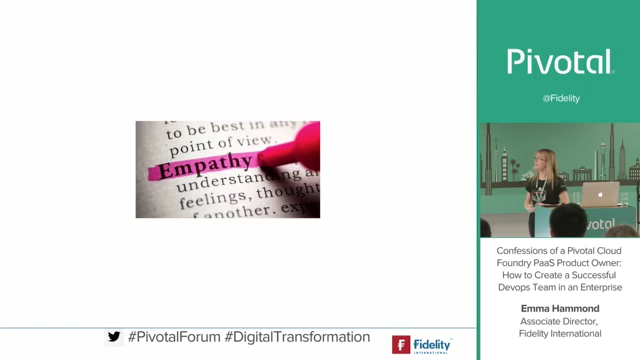 to be best in any
point of view.
Empathy
understanding
feelings, thought
of another.
#PivotalForum #DigitalTransformation
Fidelity
INTERNATIONAL
Pivotal
@Fidelity
Pivotal
Confessions of a Pivotal Cloud
Foundry PaaS Product Owner:
How to Create a Successful
Devops Team in an Enterprise
Emma Hammond
Associate Director,
Fidelity International